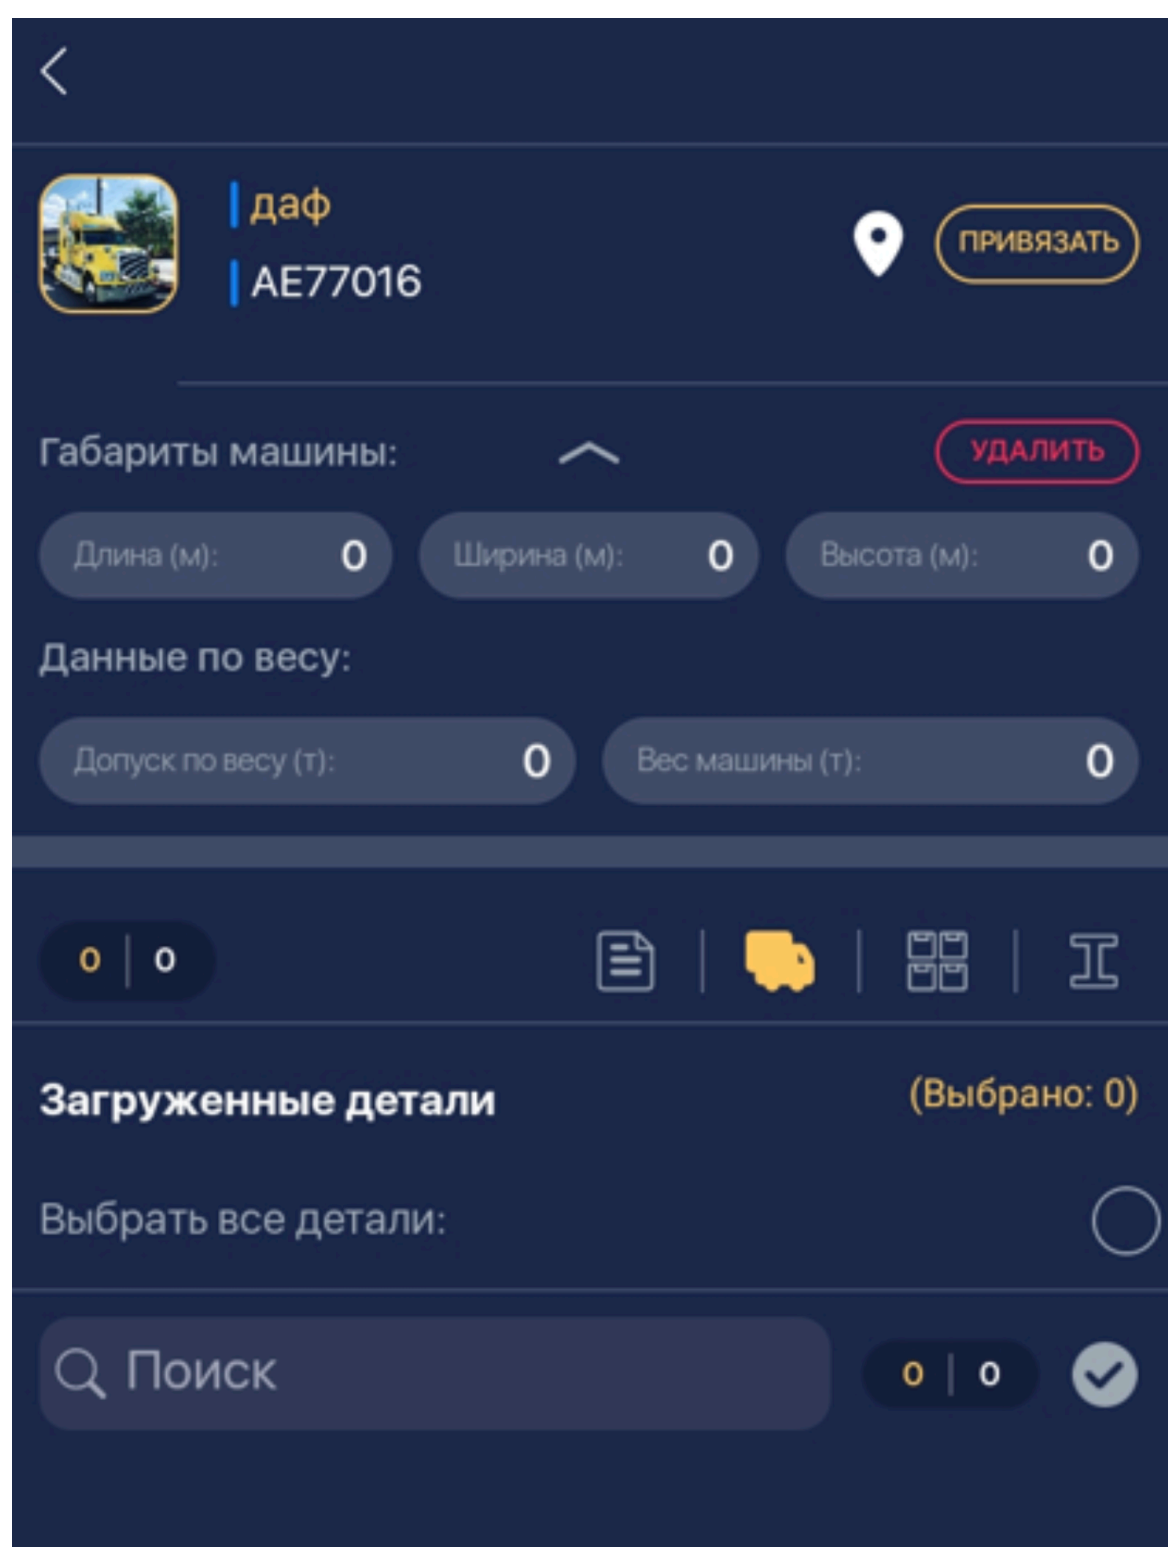 даф
АЕ77016
ПРИВЯЗАТЬ
Габариты машины:
УДАЛИТЬ
Длина (м): 0
Ширина (м): 0
Высота (м): 0
Данные по весу:
Допуск по весу (т): 0
Вес машины (т): 0
0 | 0
Загруженные детали
(Выбрано: 0)
Выбрать все детали:
Поиск
0 | 0